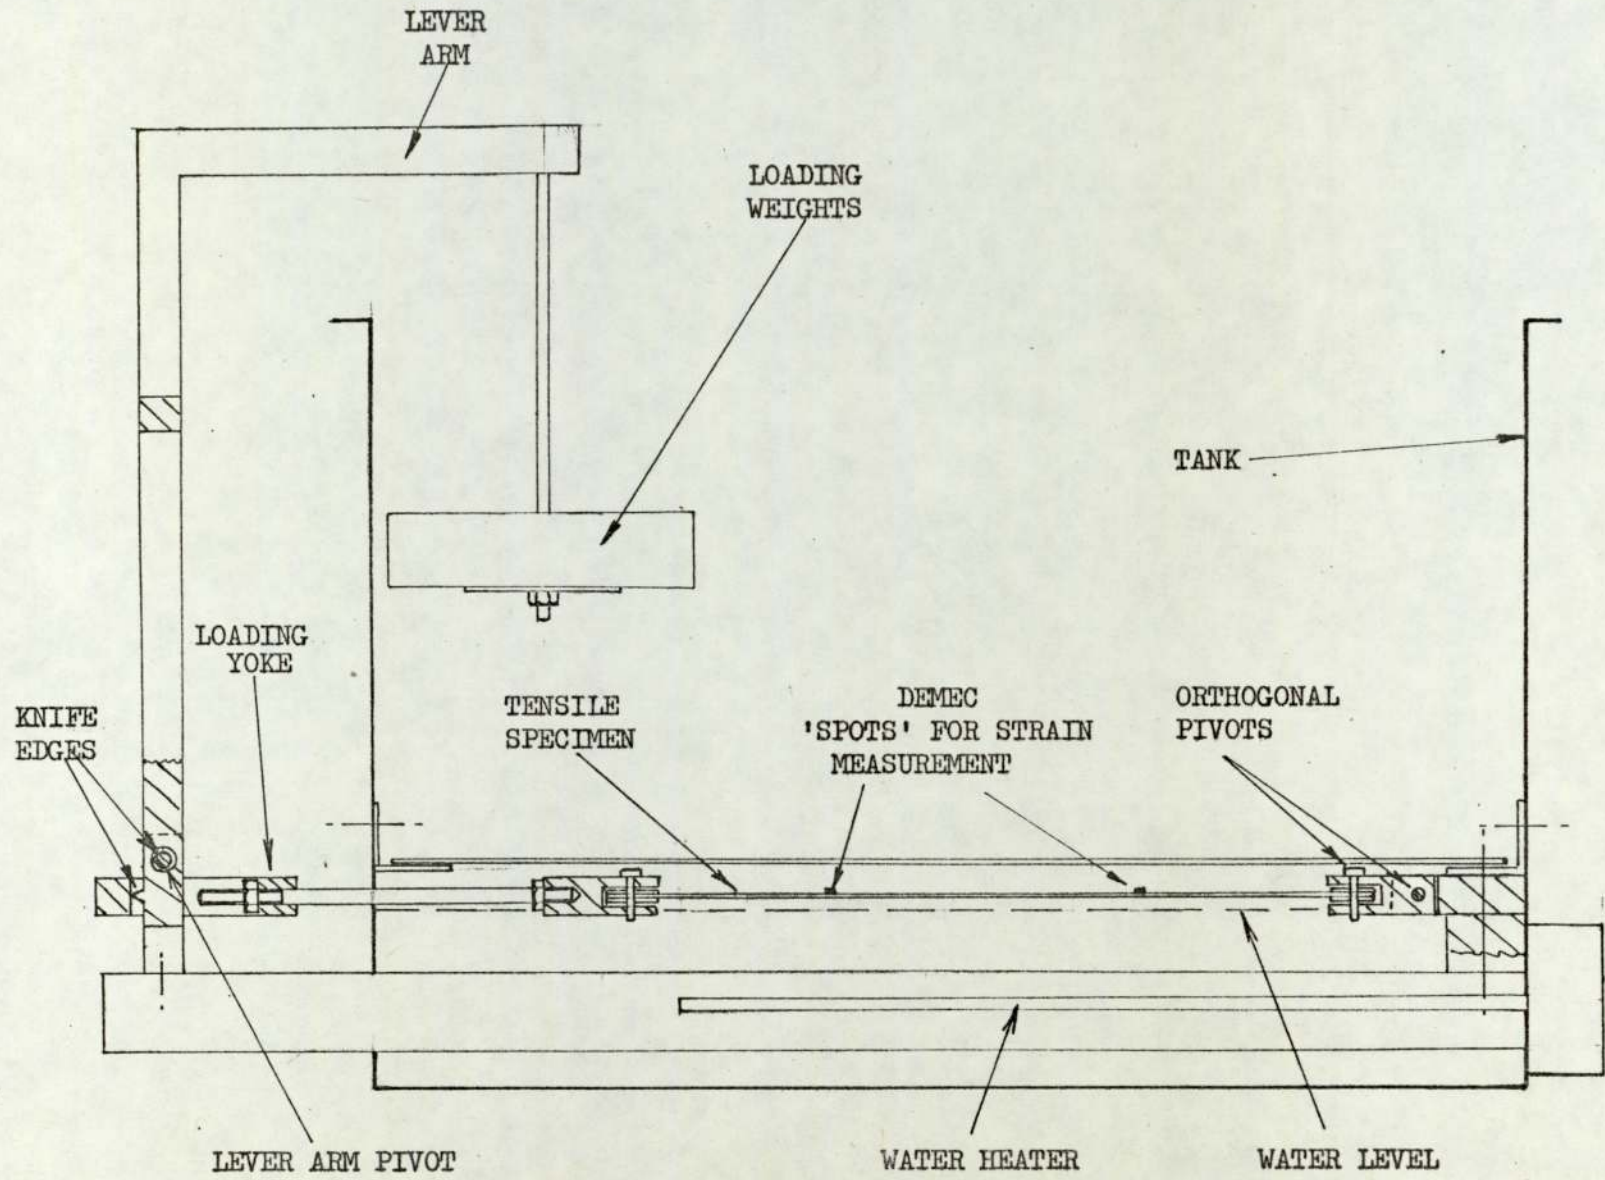 LEVER
ARM
LOADING
WEIGHTS
TANK
LOADING
YOKE
KNIFE
EDGES
TENSILE
SPECIMEN
DEMEC
'SPOTS' FOR STRAIN
MEASUREMENT
ORTHOGONAL
PIVOTS
LEVER ARM PIVOT
WATER HEATER
WATER LEVEL